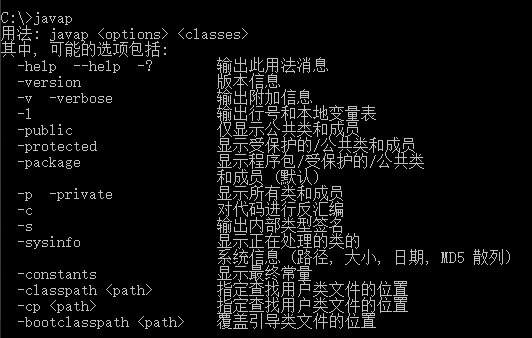 C:\>javap
用法: javap <options> <classes>
其中, 可能的选项包括:
  -help  --help  -?        输出此用法消息
  -version                 版本信息
  -v  -verbose             输出附加信息
  -l                       输出行号和本地变量表
  -public                  仅显示公共类和成员
  -protected               显示受保护的/公共类和成员
  -package                 显示程序包/受保护的/公共类
                           和成员 (默认)
  -p  -private             显示所有类和成员
  -c                       对代码进行反汇编
  -s                       输出内部类型签名
  -sysinfo                 显示正在处理的类的
                           系统信息 (路径, 大小, 日期, MD5 散列)
  -constants               显示最终常量
  -classpath <path>        指定查找用户类文件的位置
  -cp <path>               指定查找用户类文件的位置
  -bootclasspath <path>    覆盖引导类文件的位置